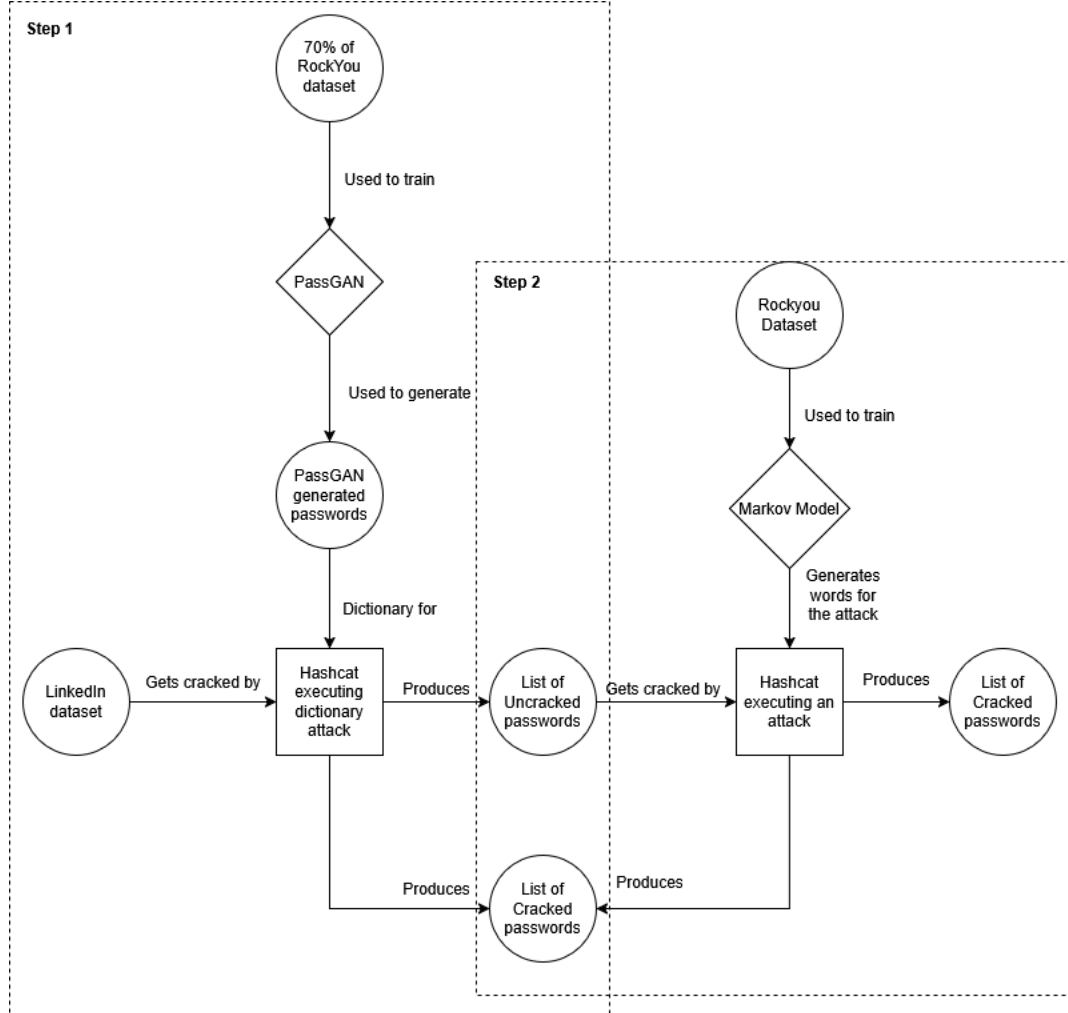 Step 1
70% of
RockYou
dataset
Used to train
PassGAN
Used to generate
PassGAN
generated
passwords
Dictionary for
LinkedIn
dataset
Gets cracked by
Hashcat
executing
dictionary
attack
Produces
List of
Uncracked
passwords
Produces
List of
Cracked
passwords
Step 2
Rockyou
Dataset
Used to train
Markov Model
Generates
words for
the attack
Gets cracked by
Hashcat
executing an
attack
Produces
List of
Cracked
passwords
Produces